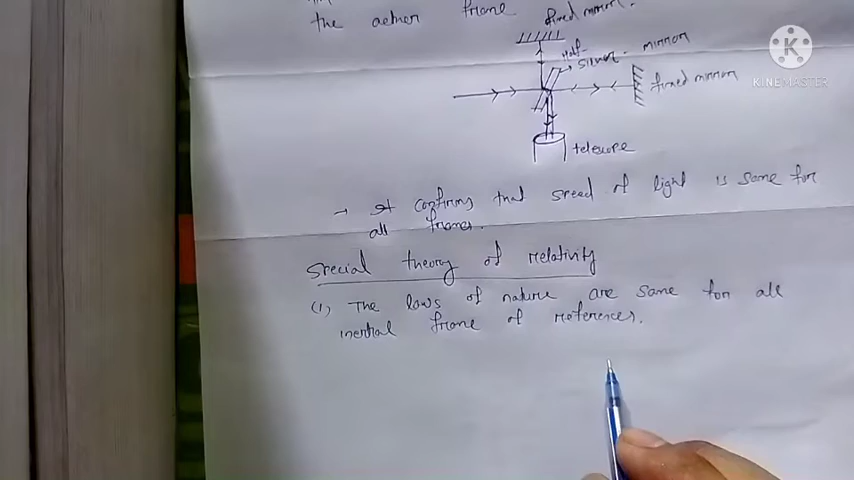 the aether frame
fixed mirror.
Half-
silver. mirror
fixed mirror
K
KINEMASTER
telescope
→ It confirms that speed of light is same for
all frames.
Special theory of relativity
(1) The laws of nature are same for all
inertial frame of references.